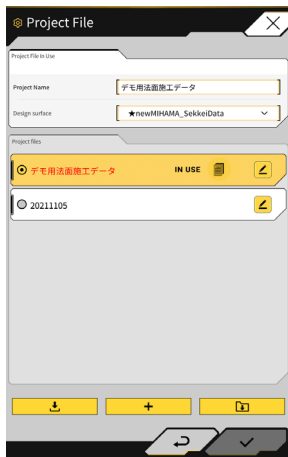 Project File
Project File In Use
Project Name
デモ用法面施工データ
Design surface
★newMIHAMA_SekkeiData
Project files
デモ用法面施工データ
IN USE
20211105